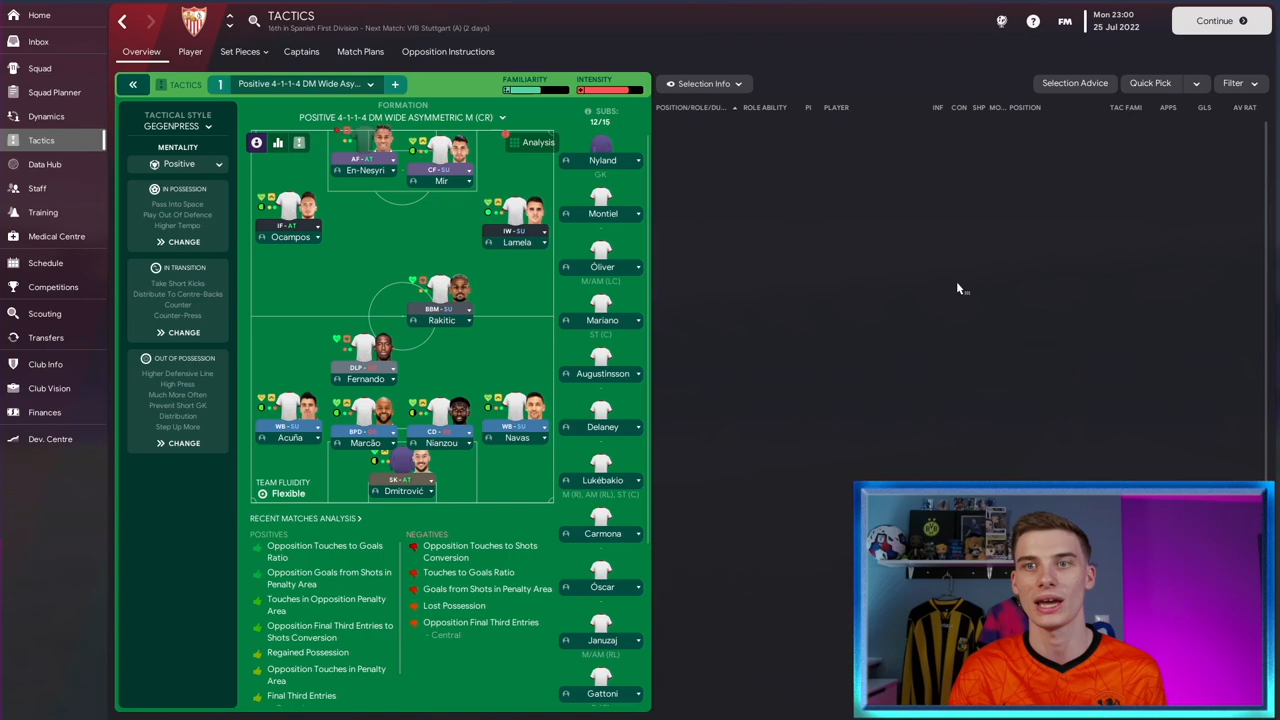 Home
Inbox
Squad
Squad Planner
Dynamics
Tactics
Data Hub
Staff
Training
Medical Centre
Schedule
Competitions
Scouting
Transfers
Club Info
Club Vision
Finances
Dev. Centre
TACTICS
16th in Spanish First Division - Next Match: VfB Stuttgart (A) (2 days)
FM
Mon 23:00
25 Jul 2022
Continue
Overview
Player
Set Pieces
Captains
Match Plans
Opposition Instructions
TACTICS
1
Positive 4-1-1-4 DM Wide Asy...
FAMILIARITY
INTENSITY
TACTICAL STYLE
GEGENPRESS
MENTALITY
Positive
IN POSSESSION
Pass Into Space
Play Out Of Defence
Higher Tempo
CHANGE
IN TRANSITION
Take Short Kicks
Distribute To Centre-Backs
Counter
Counter-Press
CHANGE
OUT OF POSSESSION
Higher Defensive Line
High Press
Much More Often
Prevent Short GK
Distribution
Step Up More
CHANGE
FORMATION
POSITIVE 4-1-1-4 DM WIDE ASYMMETRIC M (CR)
Analysis
AF - AT
En-Nesyri
CF - SU
Mir
IF - AT
Ocampos
IW - SU
Lamela
BBM - SU
Rakitic
DLP - DE
Fernando
WB - SU
Acuña
BPD - DE
Marcão
CD - DE
Nianzou
WB - SU
Navas
SK - AT
Dmitrović
TEAM FLUIDITY
Flexible
RECENT MATCHES ANALYSIS
POSITIVES
Opposition Touches to Goals
Ratio
Opposition Goals from Shots in
Penalty Area
Touches in Opposition Penalty
Area
Opposition Final Third Entries to
Shots Conversion
Regained Possession
Opposition Touches in Penalty
Area
Final Third Entries
NEGATIVES
Opposition Touches to Shots
Conversion
Touches to Goals Ratio
Goals from Shots in Penalty Area
Lost Possession
Opposition Final Third Entries
- Central
SUBS:
12/15
Nyland
GK
Montiel
-
Óliver
M/AM (LC)
Mariano
ST (C)
Augustinsson
-
Delaney
-
Lukébakio
M (R), AM (RL), ST (C)
Carmona
-
Óscar
-
Januzaj
M/AM (RL)
Gattoni
Selection Info
Selection Advice
Quick Pick
Filter
POSITION/ROLE/DU...
ROLE ABILITY
PI
PLAYER
INF
CON
SHP
MO...
POSITION
TAC FAMI
APPS
GLS
AV RAT